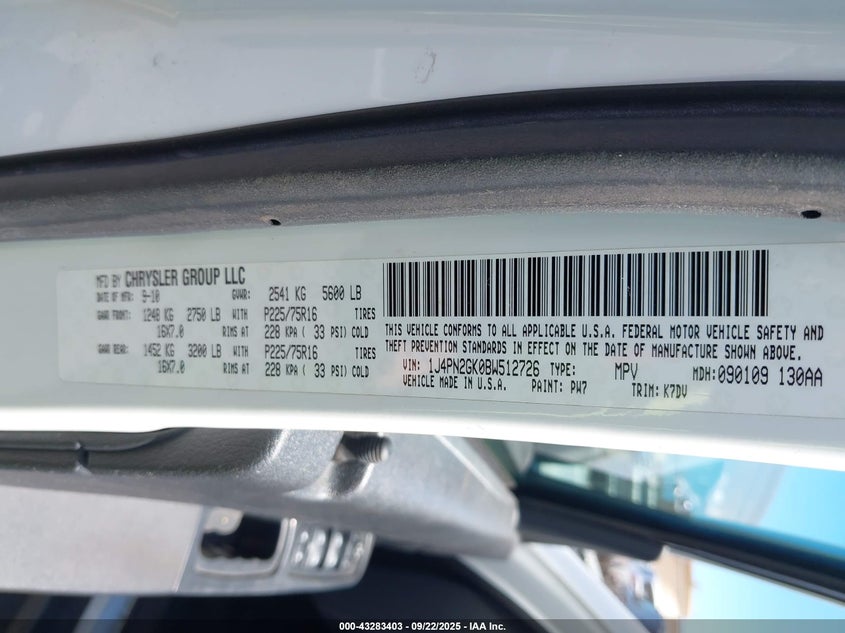 MFD BY CHRYSLER GROUP LLC
DATE OF MFR: 9-10 GVWR: 2541 KG 5600 LB
GAWR FRONT: 1248 KG 2750 LB WITH P225/75R16 TIRES
16X7.0 RIMS AT 228 KPA ( 33 PSI) COLD
GAWR REAR: 1452 KG 3200 LB WITH P225/75R16 TIRES
16X7.0 RIMS AT 228 KPA ( 33 PSI) COLD
THIS VEHICLE CONFORMS TO ALL APPLICABLE U.S.A. FEDERAL MOTOR VEHICLE SAFETY AND
THEFT PREVENTION STANDARDS IN EFFECT ON THE DATE OF MANUFACTURE SHOWN ABOVE.
VIN: 1J4PN2GK0BW512726 TYPE: MPV MDH: 090109 130AA
VEHICLE MADE IN U.S.A. PAINT: PW7 TRIM: K7DV
000-43283403 - 09/22/2025 - IAA Inc.